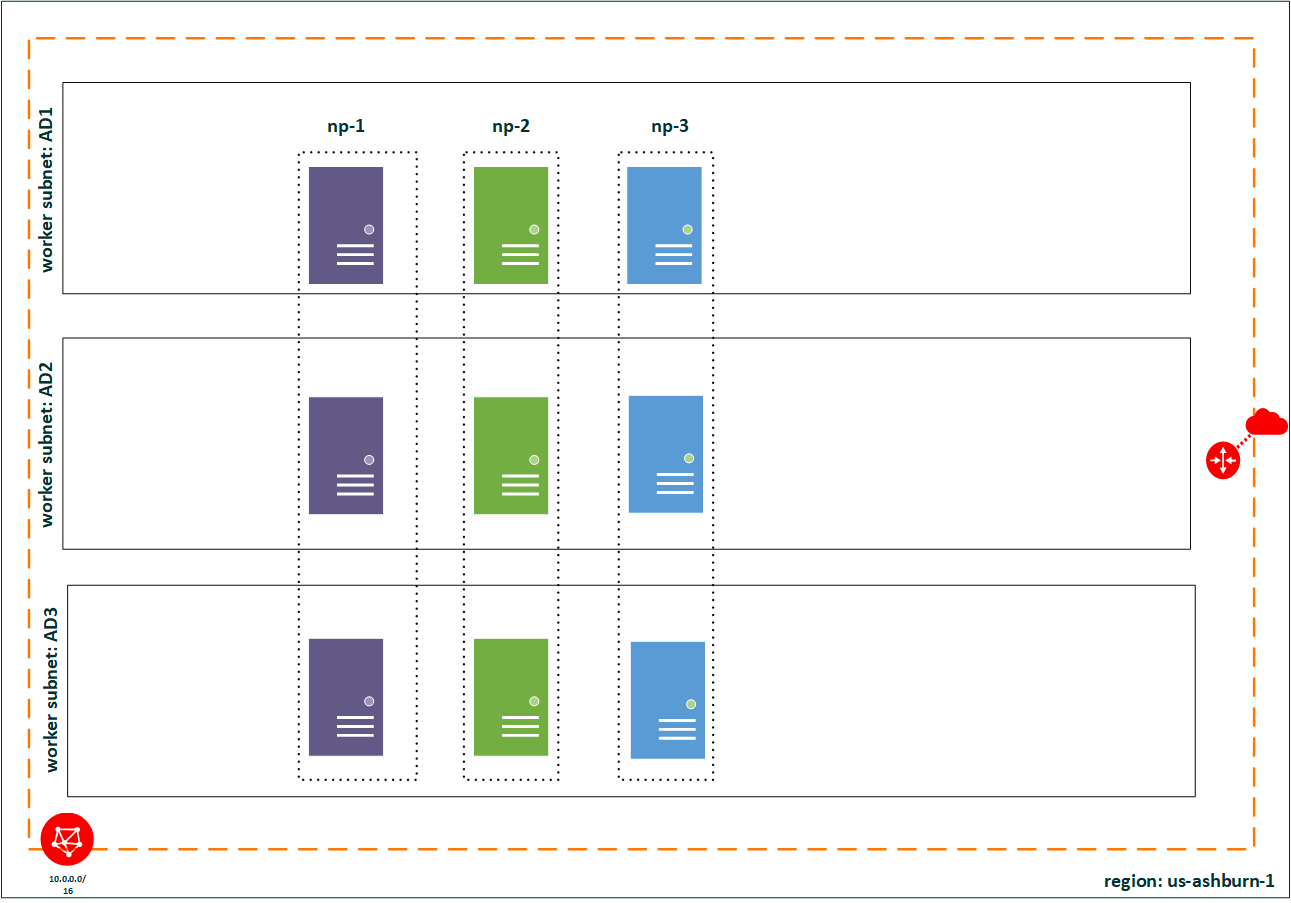 np-1
np-2
np-3
worker subnet: AD1
worker subnet: AD2
worker subnet: AD3
10.0.0.0/
16
region: us-ashburn-1